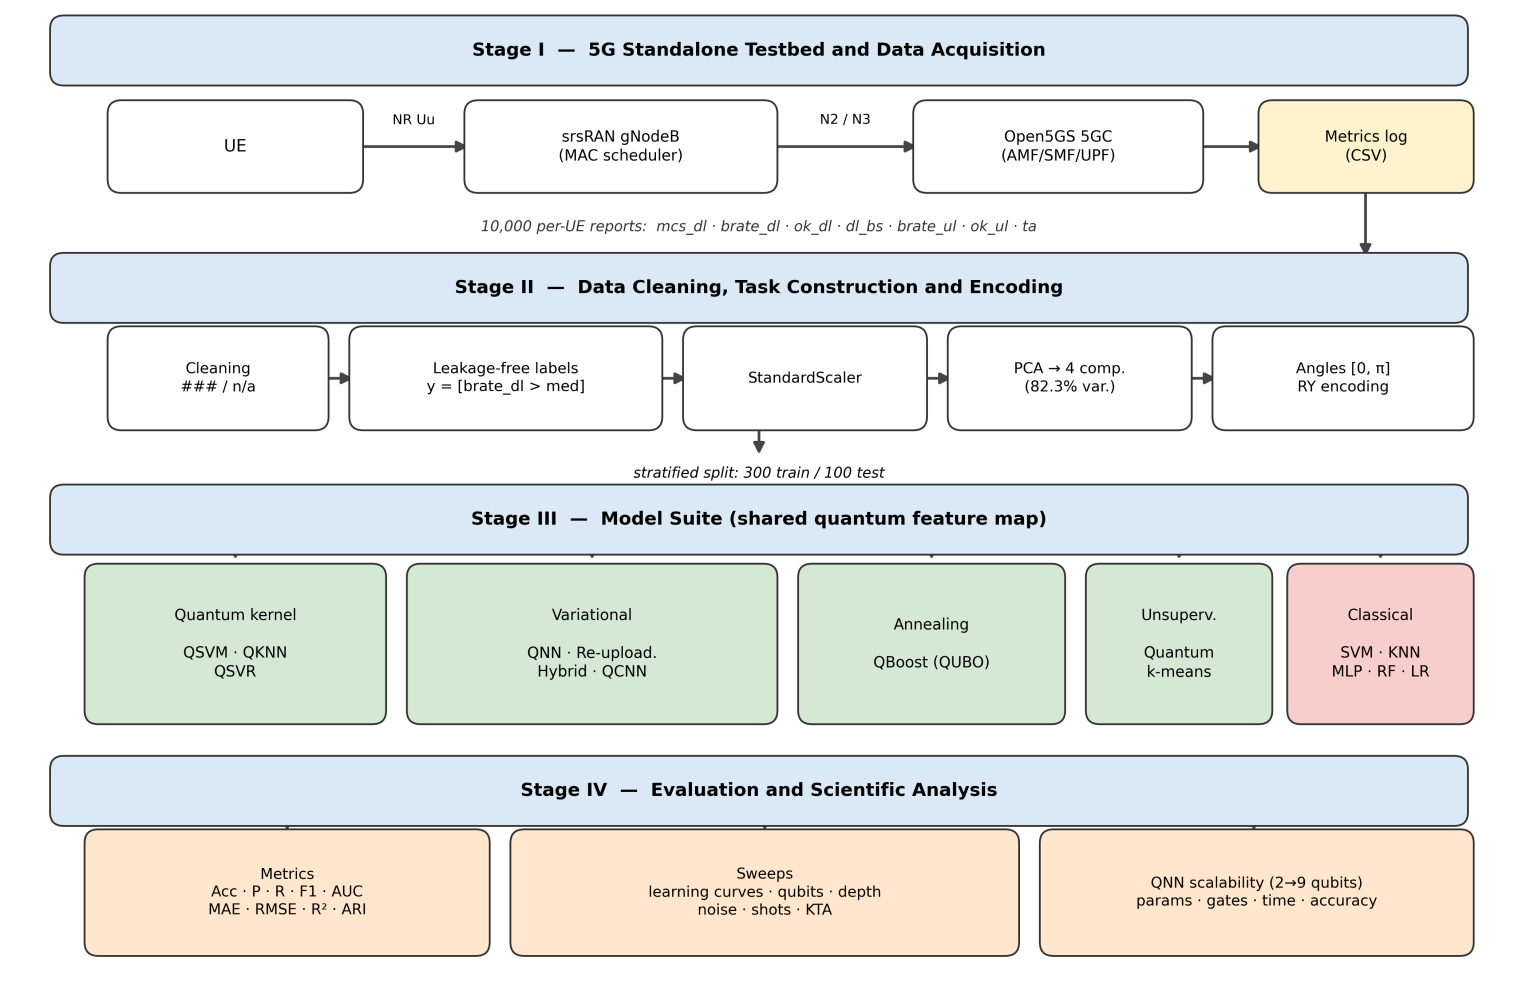 Stage I — 5G Standalone Testbed and Data Acquisition
UE
NR Uu
srsRAN gNodeB
(MAC scheduler)
N2 / N3
Open5GS 5GC
(AMF/SMF/UPF)
Metrics log
(CSV)
10,000 per-UE reports: mcs_dl · brate_dl · ok_dl · dl_bs · brate_ul · ok_ul · ta
Stage II — Data Cleaning, Task Construction and Encoding
Cleaning
### / n/a
Leakage-free labels
y = [brate_dl > med]
StandardScaler
PCA → 4 comp.
(82.3% var.)
Angles [0, π]
RY encoding
stratified split: 300 train / 100 test
Stage III — Model Suite (shared quantum feature map)
Quantum kernel
QSVM · QKNN
QSVR
Variational
QNN · Re-upload.
Hybrid · QCNN
Annealing
QBoost (QUBO)
Unsuperv.
Quantum
k-means
Classical
SVM · KNN
MLP · RF · LR
Stage IV — Evaluation and Scientific Analysis
Metrics
Acc · P · R · F1 · AUC
MAE · RMSE · R² · ARI
Sweeps
learning curves · qubits · depth
noise · shots · KTA
QNN scalability (2→9 qubits)
params · gates · time · accuracy